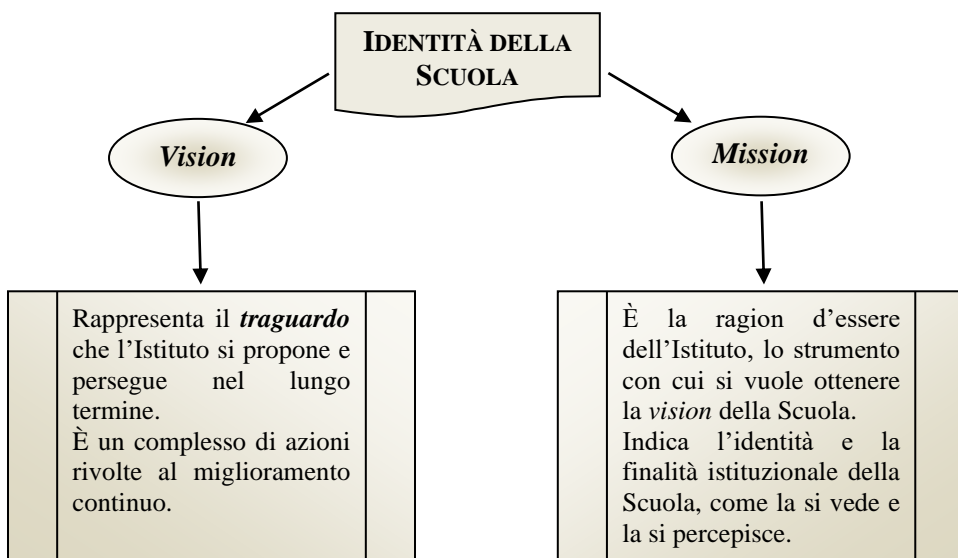 IDENTITÀ DELLA
SCUOLA
Vision
Mission
Rappresenta il traguardo
che l’Istituto si propone e
persegue nel lungo
termine.
È un complesso di azioni
rivolte al miglioramento
continuo.
È la ragion d’essere
dell’Istituto, lo strumento
con cui si vuole ottenere
la vision della Scuola.
Indica l’identità e la
finalità istituzionale della
Scuola, come la si vede e
la si percepisce.